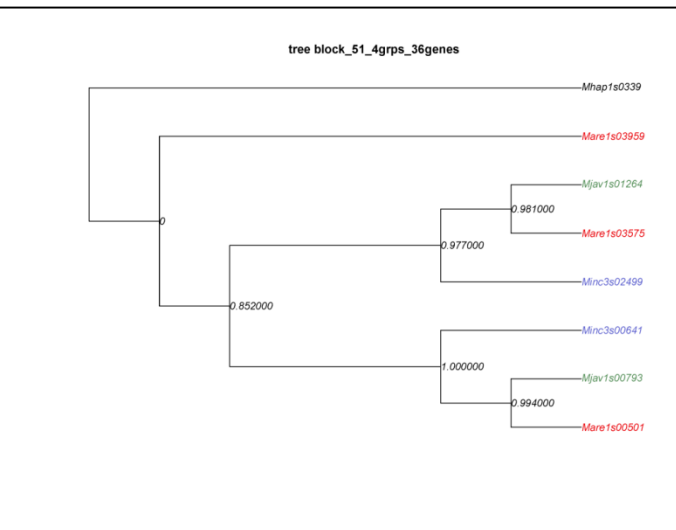 tree block_51_4grps_36genes
Mhap1s0339
Mare1s03959
Mjav1s01264
0.981000
0
Mare1s03575
0.977000
Minc3s02499
0.852000
Minc3s00641
1.000000
Mjav1s00793
0.994000
Mare1s00501